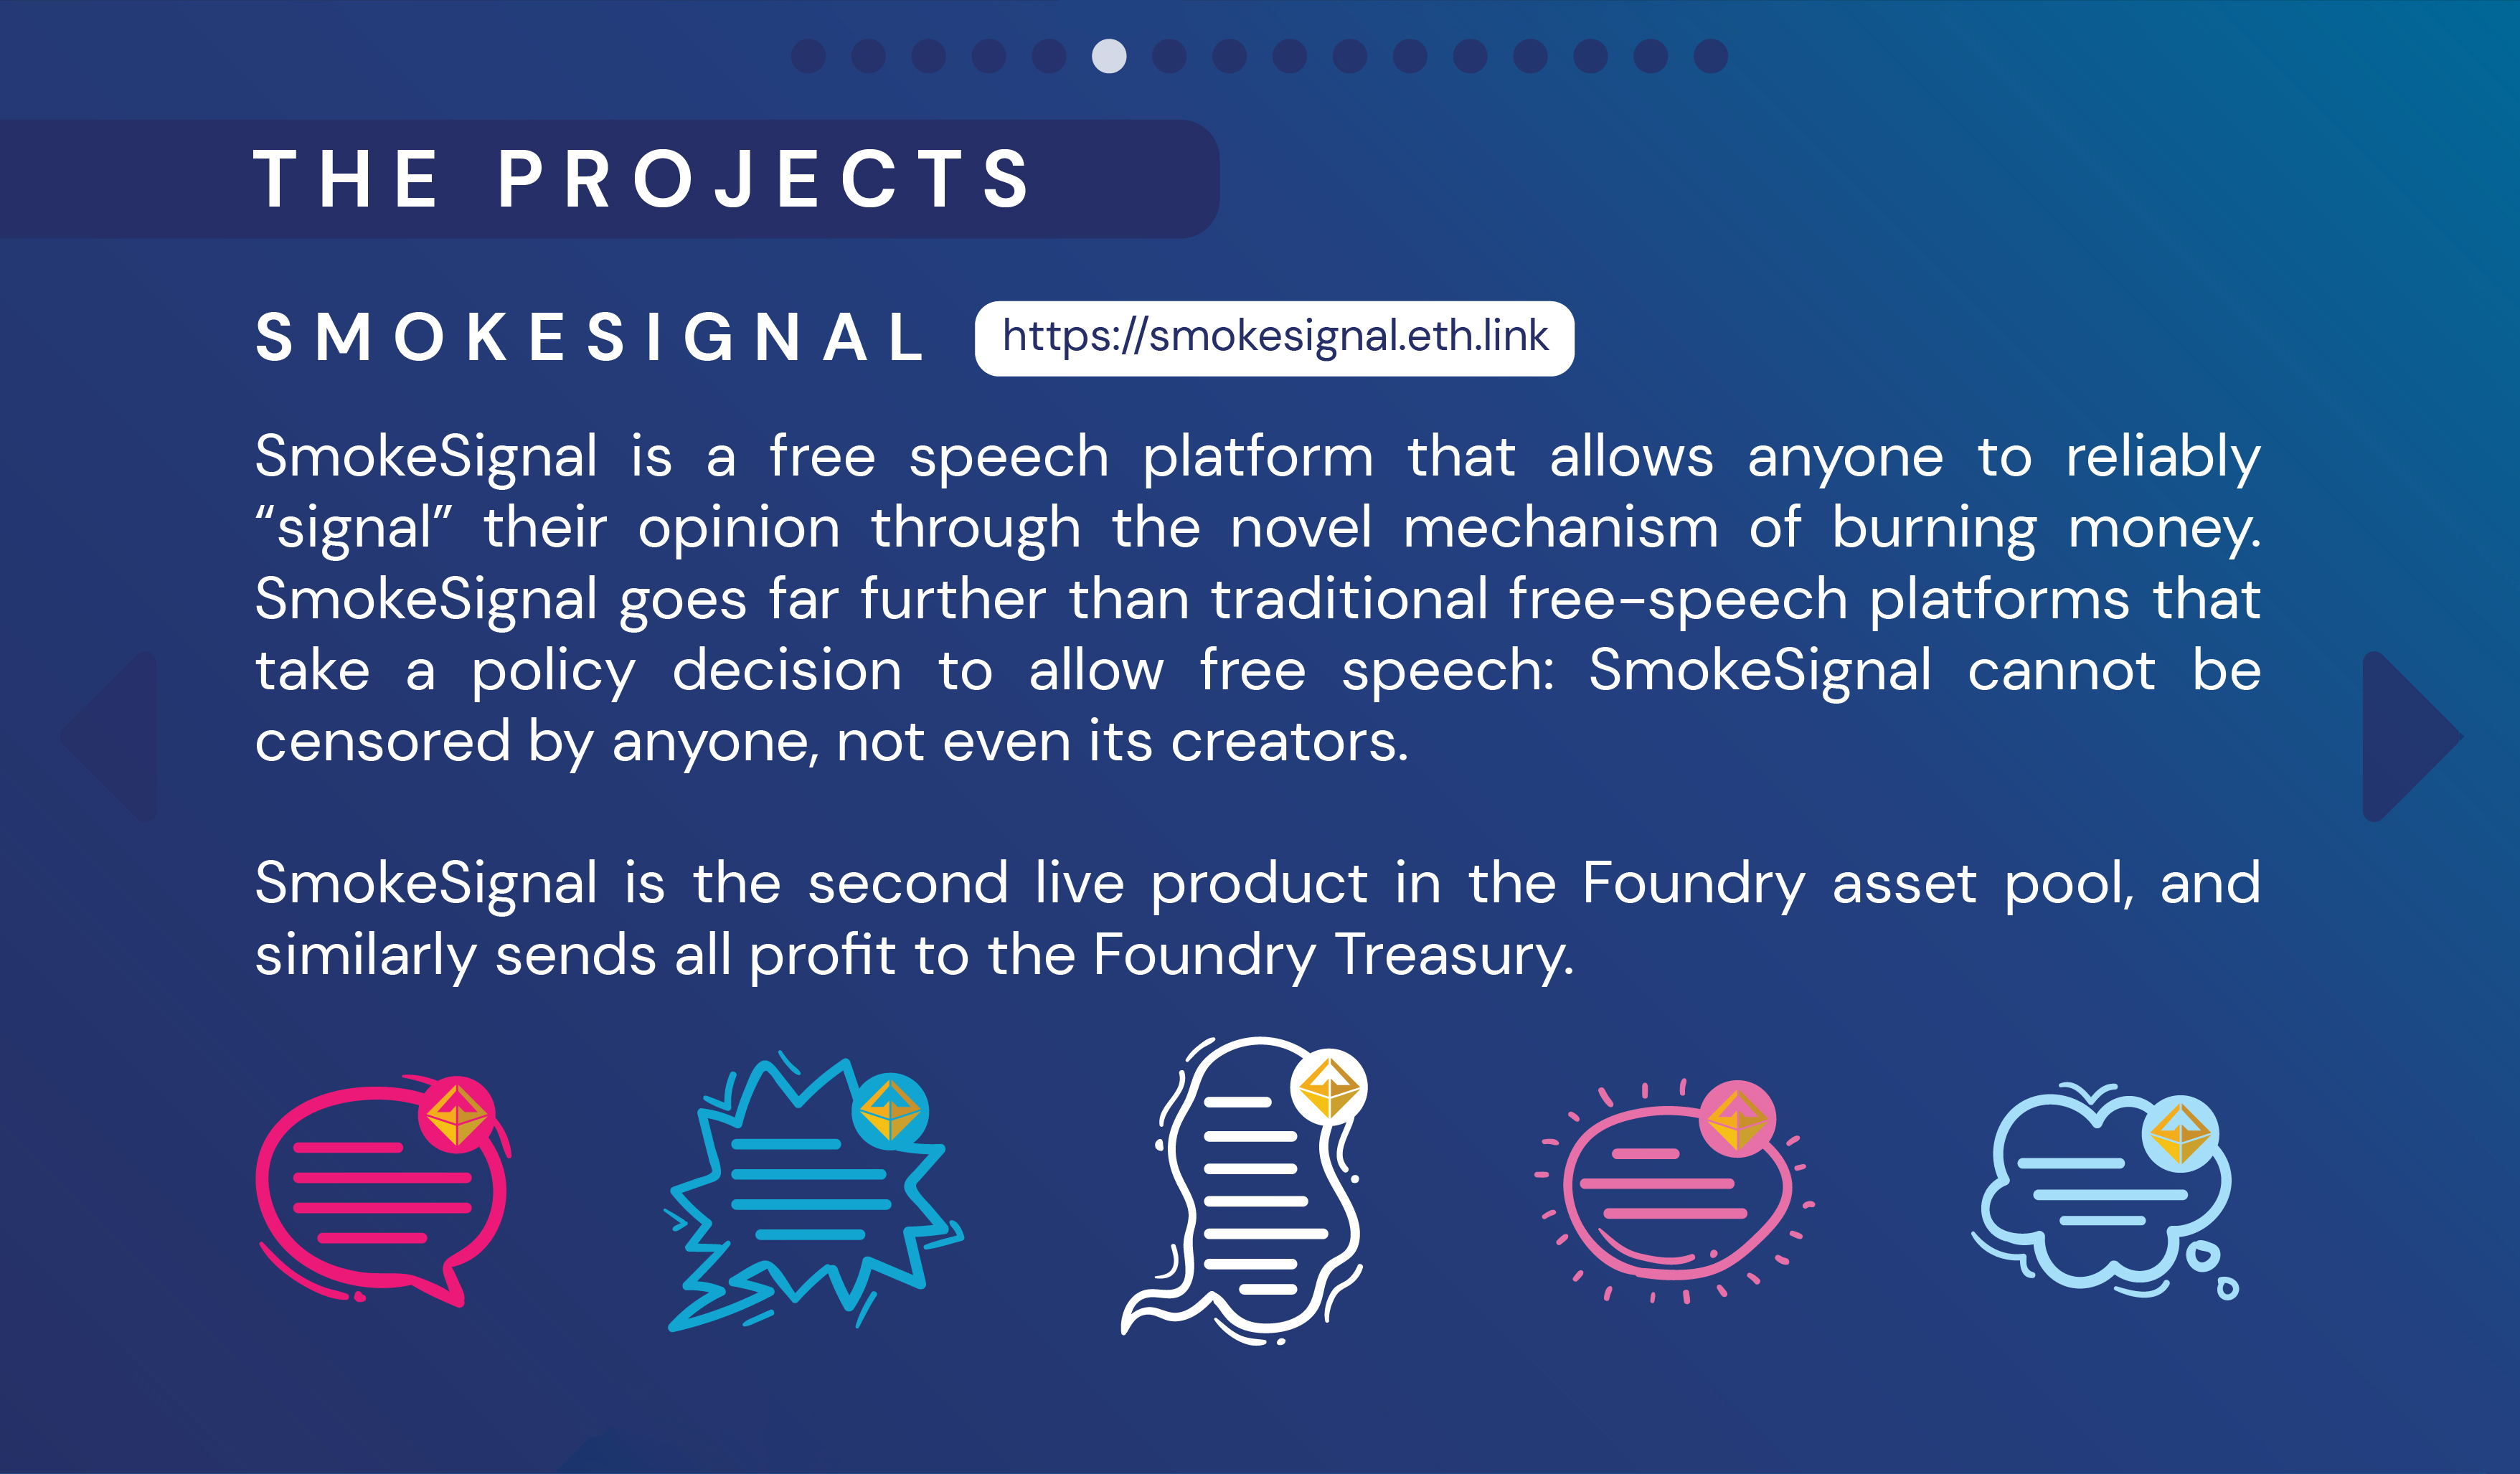 THE PROJECTS
SMOKESIGNAL
https://smokesignal.eth.link
SmokeSignal is a free speech platform that allows anyone to reliably
“signal” their opinion through the novel mechanism of burning money.
SmokeSignal goes far further than traditional free-speech platforms that
take a policy decision to allow free speech: SmokeSignal cannot be
censored by anyone, not even its creators.
SmokeSignal is the second live product in the Foundry asset pool, and
similarly sends all profit to the Foundry Treasury.